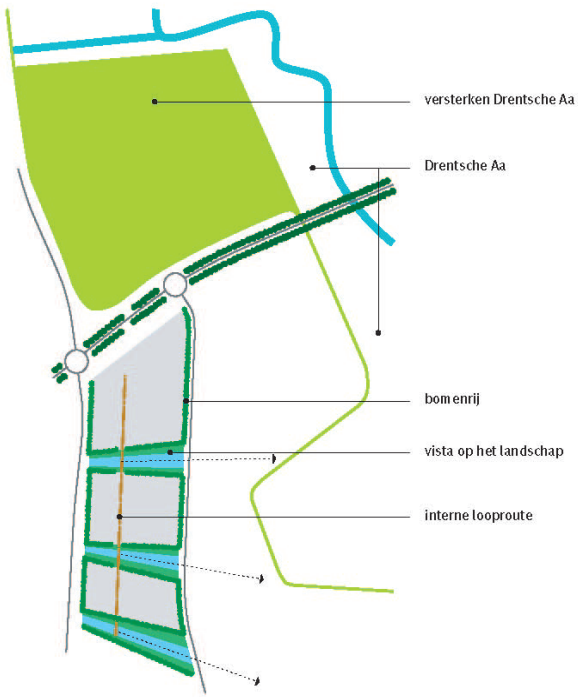 versterken Drentsche Aa
Drentsche Aa
bomenrij
vista op het landschap
interne looproute